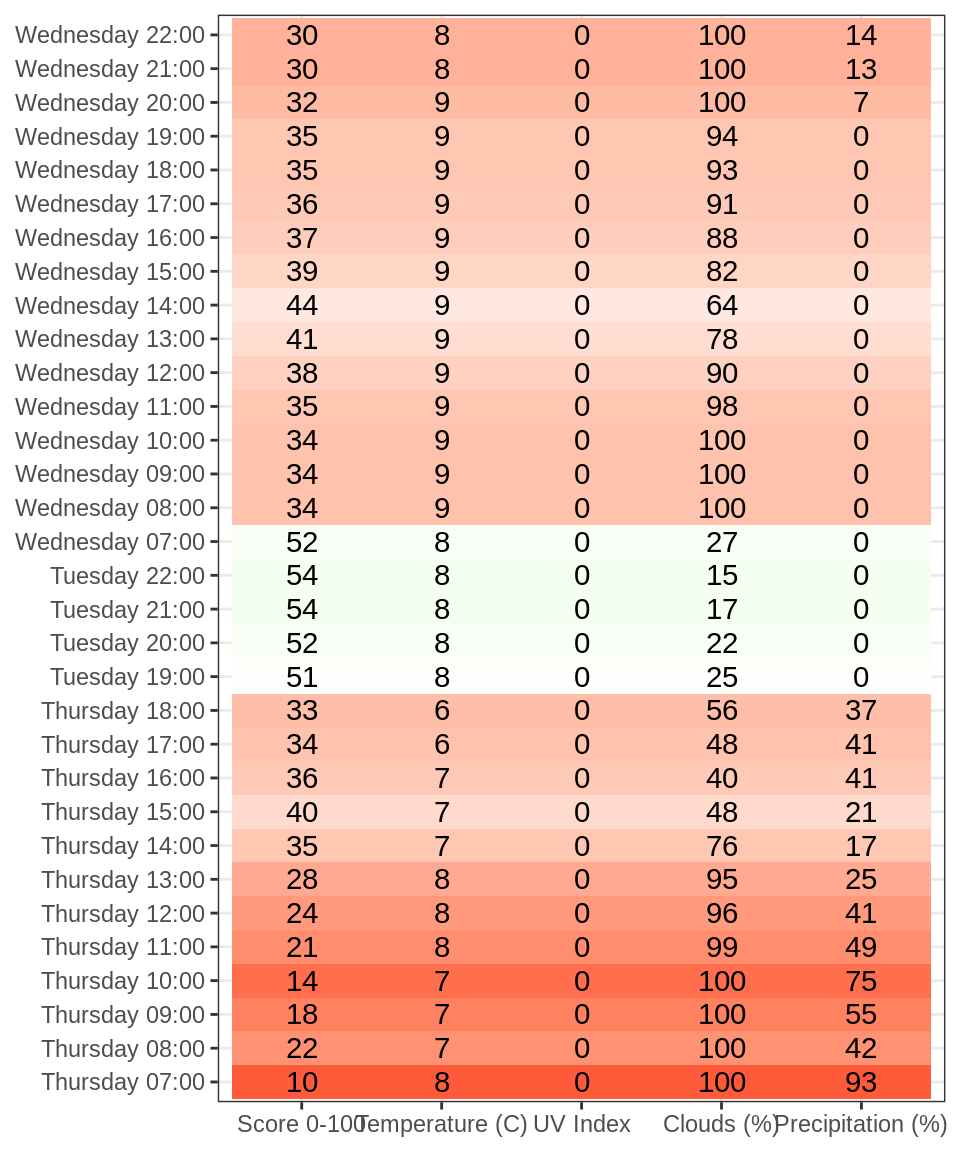 Wednesday 22:00 30 8 0 100 14
Wednesday 21:00 30 8 0 100 13
Wednesday 20:00 32 9 0 100 7
Wednesday 19:00 35 9 0 94 0
Wednesday 18:00 35 9 0 93 0
Wednesday 17:00 36 9 0 91 0
Wednesday 16:00 37 9 0 88 0
Wednesday 15:00 39 9 0 82 0
Wednesday 14:00 44 9 0 64 0
Wednesday 13:00 41 9 0 78 0
Wednesday 12:00 38 9 0 90 0
Wednesday 11:00 35 9 0 98 0
Wednesday 10:00 34 9 0 100 0
Wednesday 09:00 34 9 0 100 0
Wednesday 08:00 34 9 0 100 0
Wednesday 07:00 52 8 0 27 0
Tuesday 22:00 54 8 0 15 0
Tuesday 21:00 54 8 0 17 0
Tuesday 20:00 52 8 0 22 0
Tuesday 19:00 51 8 0 25 0
Thursday 18:00 33 6 0 56 37
Thursday 17:00 34 6 0 48 41
Thursday 16:00 36 7 0 40 41
Thursday 15:00 40 7 0 48 21
Thursday 14:00 35 7 0 76 17
Thursday 13:00 28 8 0 95 25
Thursday 12:00 24 8 0 96 41
Thursday 11:00 21 8 0 99 49
Thursday 10:00 14 7 0 100 75
Thursday 09:00 18 7 0 100 55
Thursday 08:00 22 7 0 100 42
Thursday 07:00 10 8 0 100 93
Score 0-100 Temperature (C) UV Index Clouds (%) Precipitation (%)